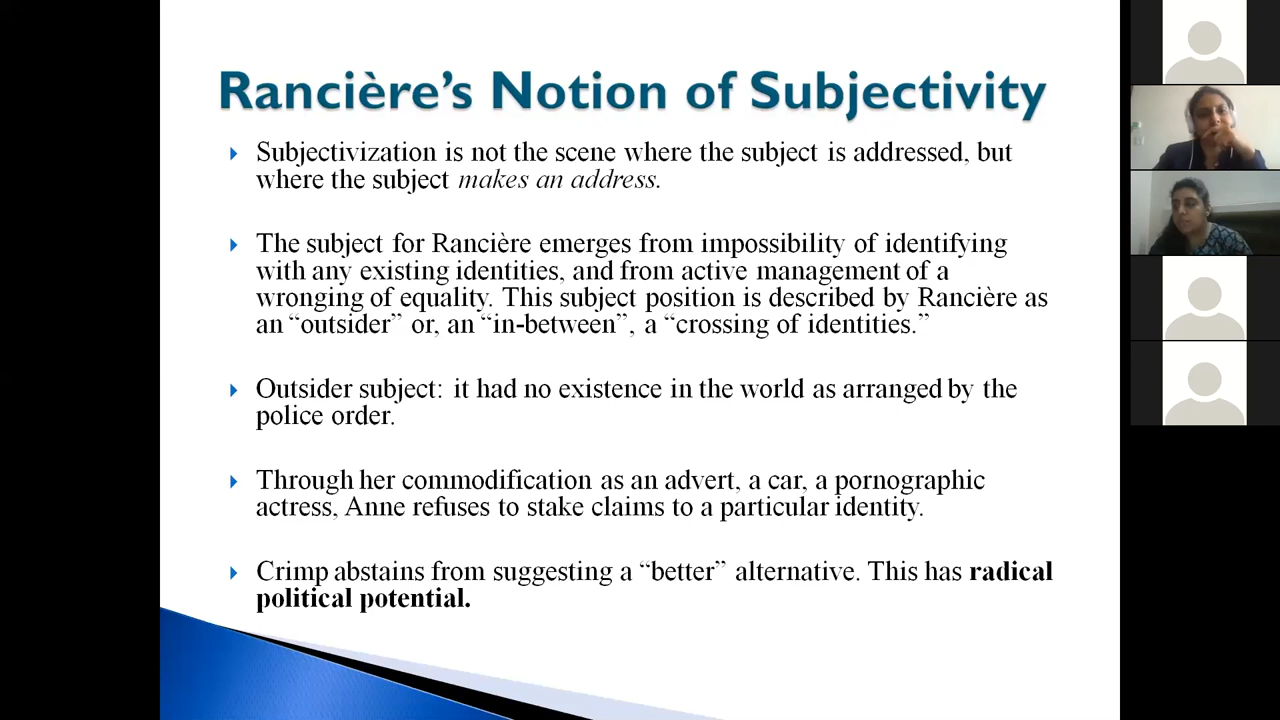 Rancière’s Notion of Subjectivity
Subjectivization is not the scene where the subject is addressed, but
where the subject makes an address.
The subject for Rancière emerges from impossibility of identifying
with any existing identities, and from active management of a
wronging of equality. This subject position is described by Rancière as
an “outsider” or, an “in-between”, a “crossing of identities.”
Outsider subject: it had no existence in the world as arranged by the
police order.
Through her commodification as an advert, a car, a pornographic
actress, Anne refuses to stake claims to a particular identity.
Crimp abstains from suggesting a “better” alternative. This has radical
political potential.